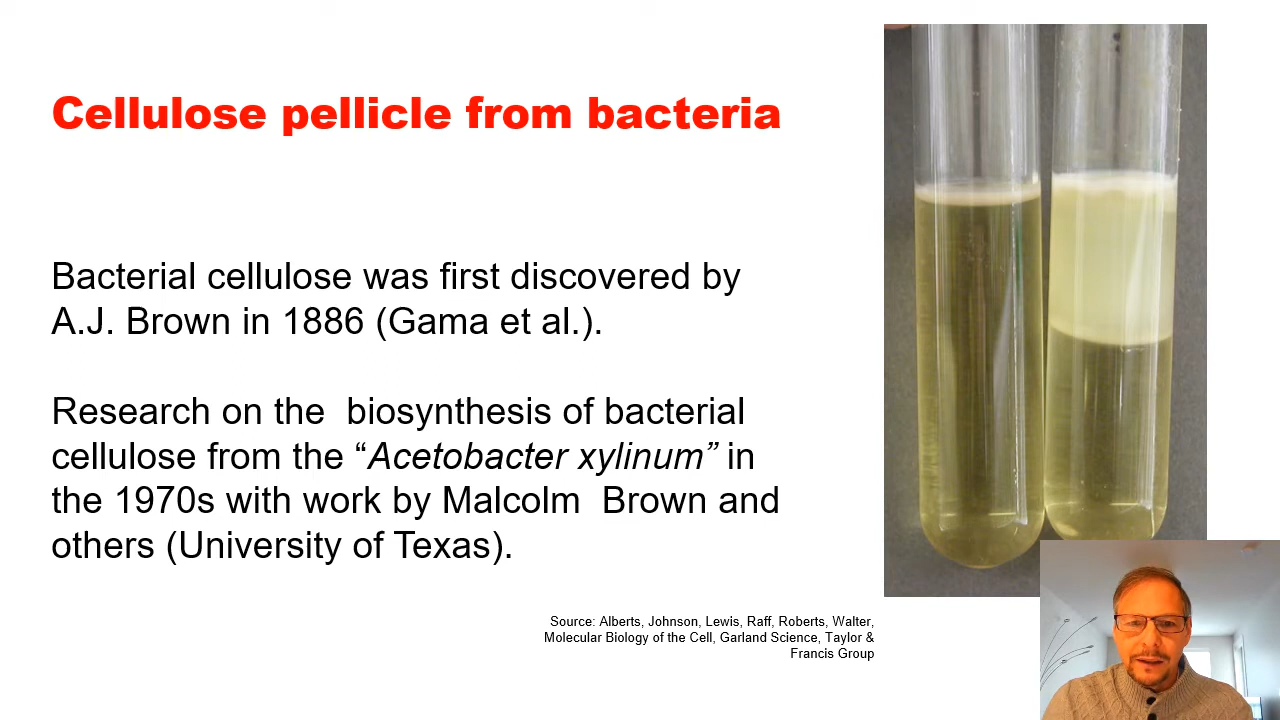 Cellulose pellicle from bacteria
Bacterial cellulose was first discovered by
A.J. Brown in 1886 (Gama et al.).
Research on the  biosynthesis of bacterial
cellulose from the “Acetobacter xylinum” in
the 1970s with work by Malcolm  Brown and
others (University of Texas).
Source: Alberts, Johnson, Lewis, Raff, Roberts, Walter,
Molecular Biology of the Cell, Garland Science, Taylor &
Francis Group